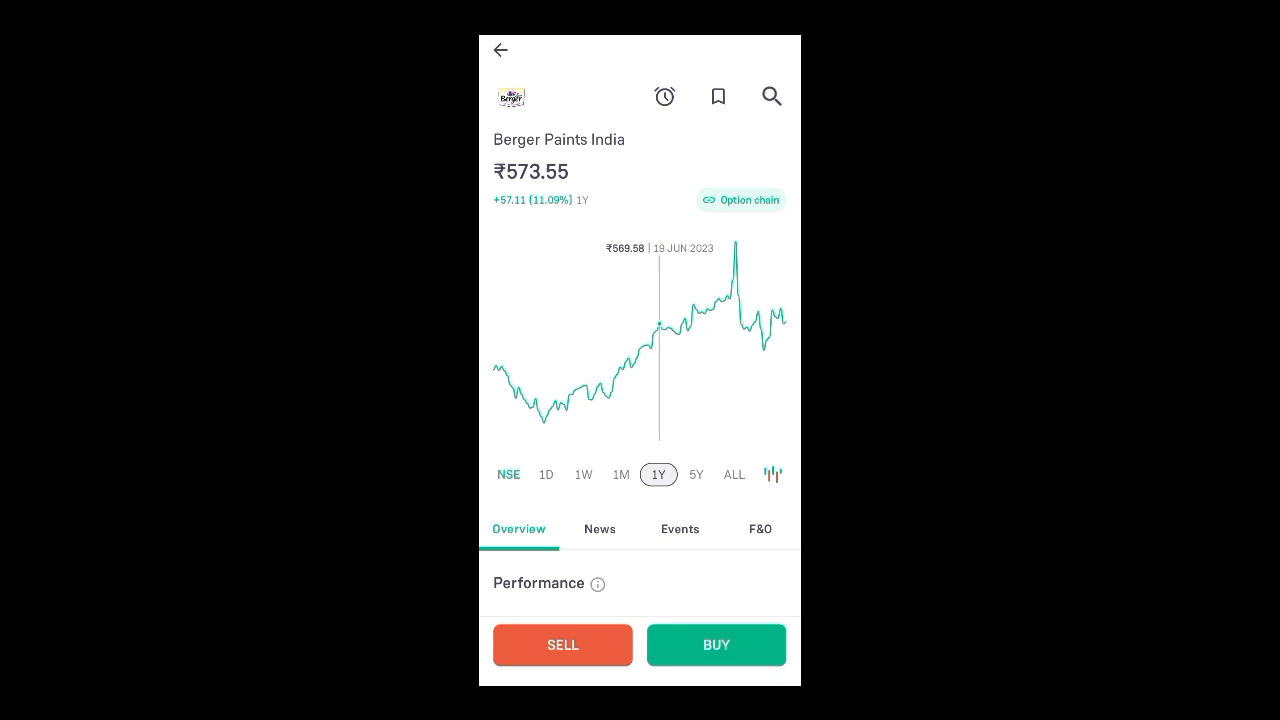 Berger
Berger Paints India
₹573.55
+57.11 (11.09%) 1Y
Option chain
₹569.58 | 19 JUN 2023
NSE 1D 1W 1M 1Y 5Y ALL
Overview News Events F&O
Performance
SELL BUY